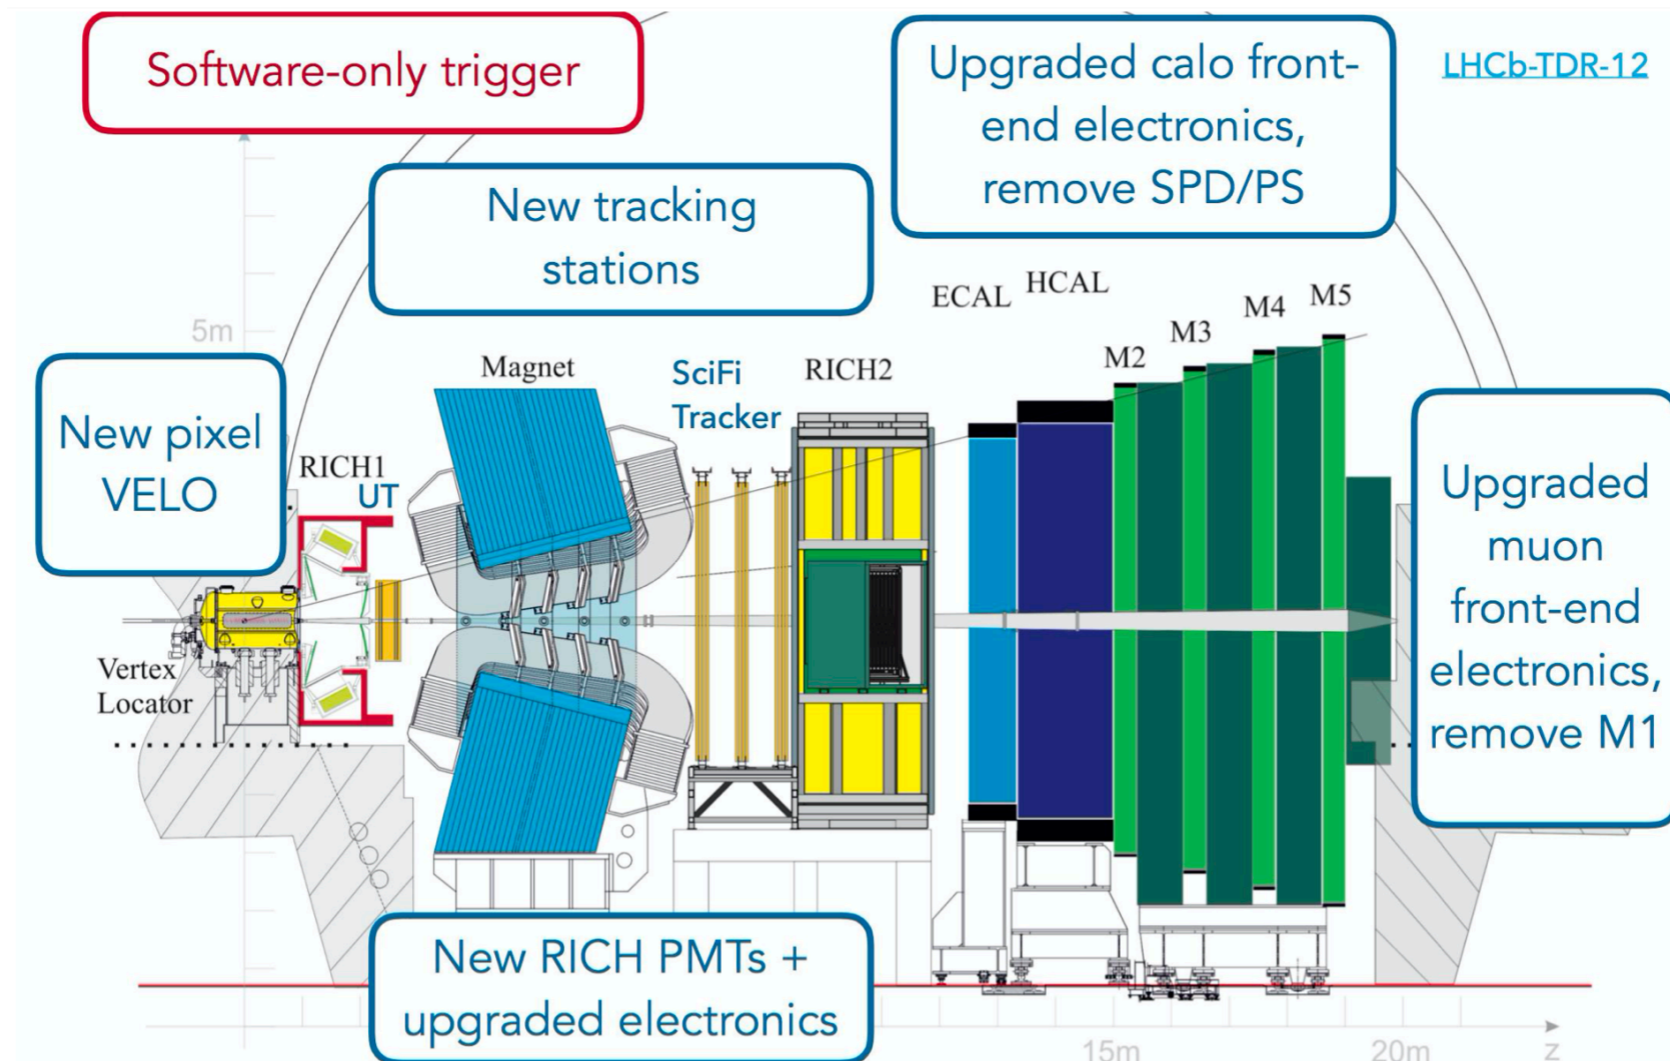 Software-only trigger
Upgraded calo front-
end electronics,
remove SPD/PS
LHCb-TDR-12
New tracking
stations
ECAL
HCAL
M5
M4
M3
M2
5m
Magnet
SciFi
Tracker
RICH2
New pixel
VELO
RICH1
UT
Upgraded
muon
front-end
electronics,
remove M1
Vertex
Locator
New RICH PMTs +
upgraded electronics
15m
20m
z